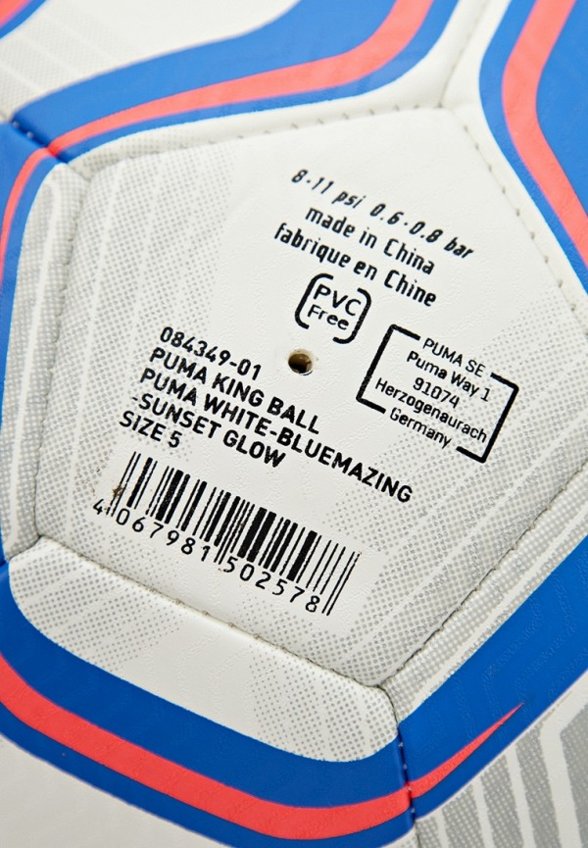 8-11 psi 0.6-0.8 bar
made in China
fabrique en Chine
PVC
Free
PUMA SE
Puma Way 1
91074
Herzogenaurach
Germany
084349-01
PUMA KING BALL
PUMA WHITE-BLUEMAZING
-SUNSET GLOW
SIZE 5
4 067981 502578